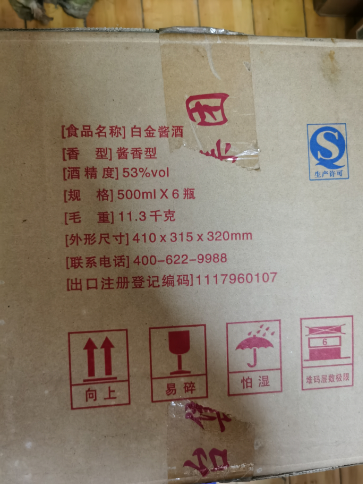 [食品名称] 白金酱酒
[香 型] 酱香型
[酒 精 度] 53%vol
[规 格] 500ml X 6 瓶
[毛 重] 11.3 千克
[外形尺寸] 410 x 315 x 320mm
[联系电话] 400-622-9988
[出口注册登记编码] 1117960107
团
QS
生产许可
向上
易碎
怕湿
6
堆码层数极限